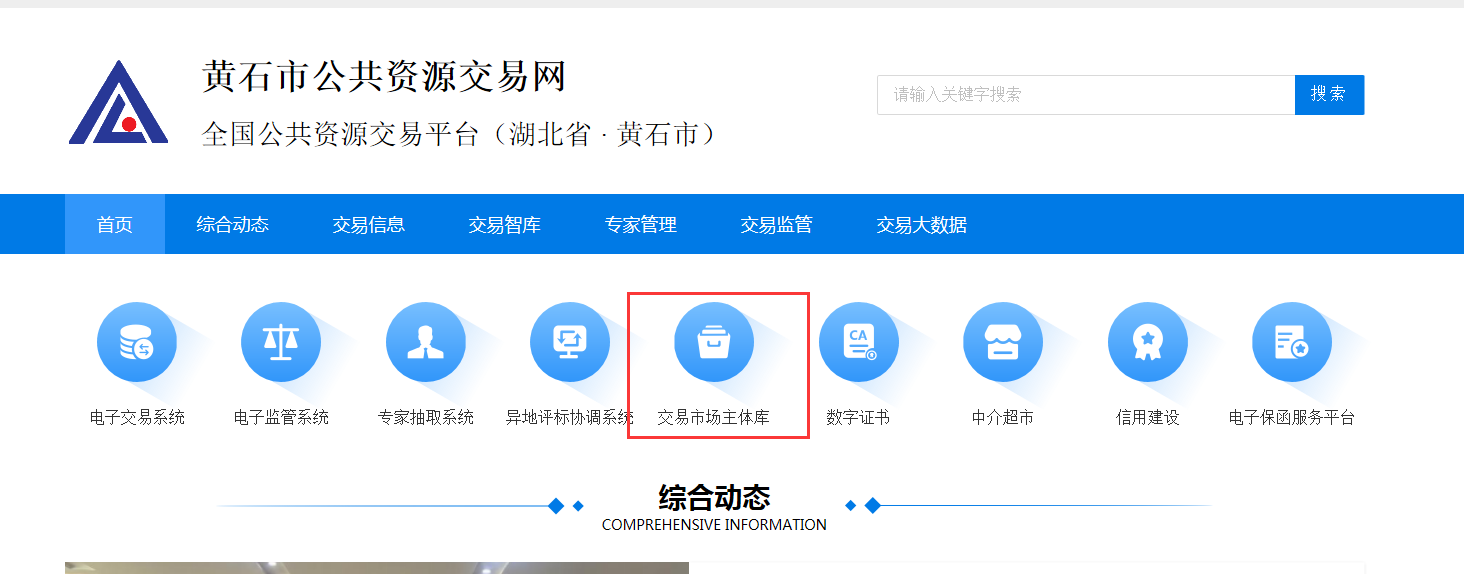 黄石市公共资源交易网
全国公共资源交易平台（湖北省 · 黄石市）
请输入关键字搜索
搜 索
首页
综合动态
交易信息
交易智库
专家管理
交易监管
交易大数据
CA
电子交易系统
电子监管系统
专家抽取系统
异地评标协调系统
交易市场主体库
数字证书
中介超市
信用建设
电子保函服务平台
综合动态
COMPREHENSIVE INFORMATION